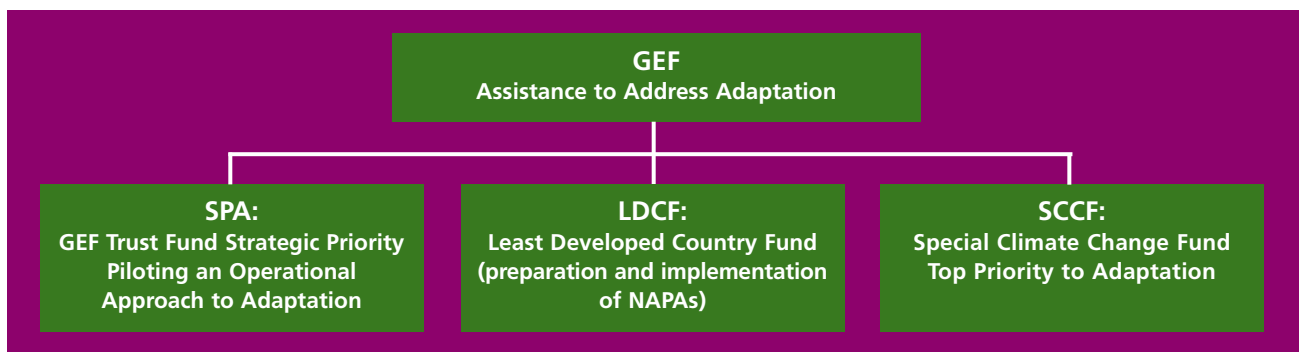 GEF
Assistance to Address Adaptation
SPA:
GEF Trust Fund Strategic Priority
Piloting an Operational
Approach to Adaptation
LDCF:
Least Developed Country Fund
(preparation and implementation
of NAPAs)
SCCF:
Special Climate Change Fund
Top Priority to Adaptation